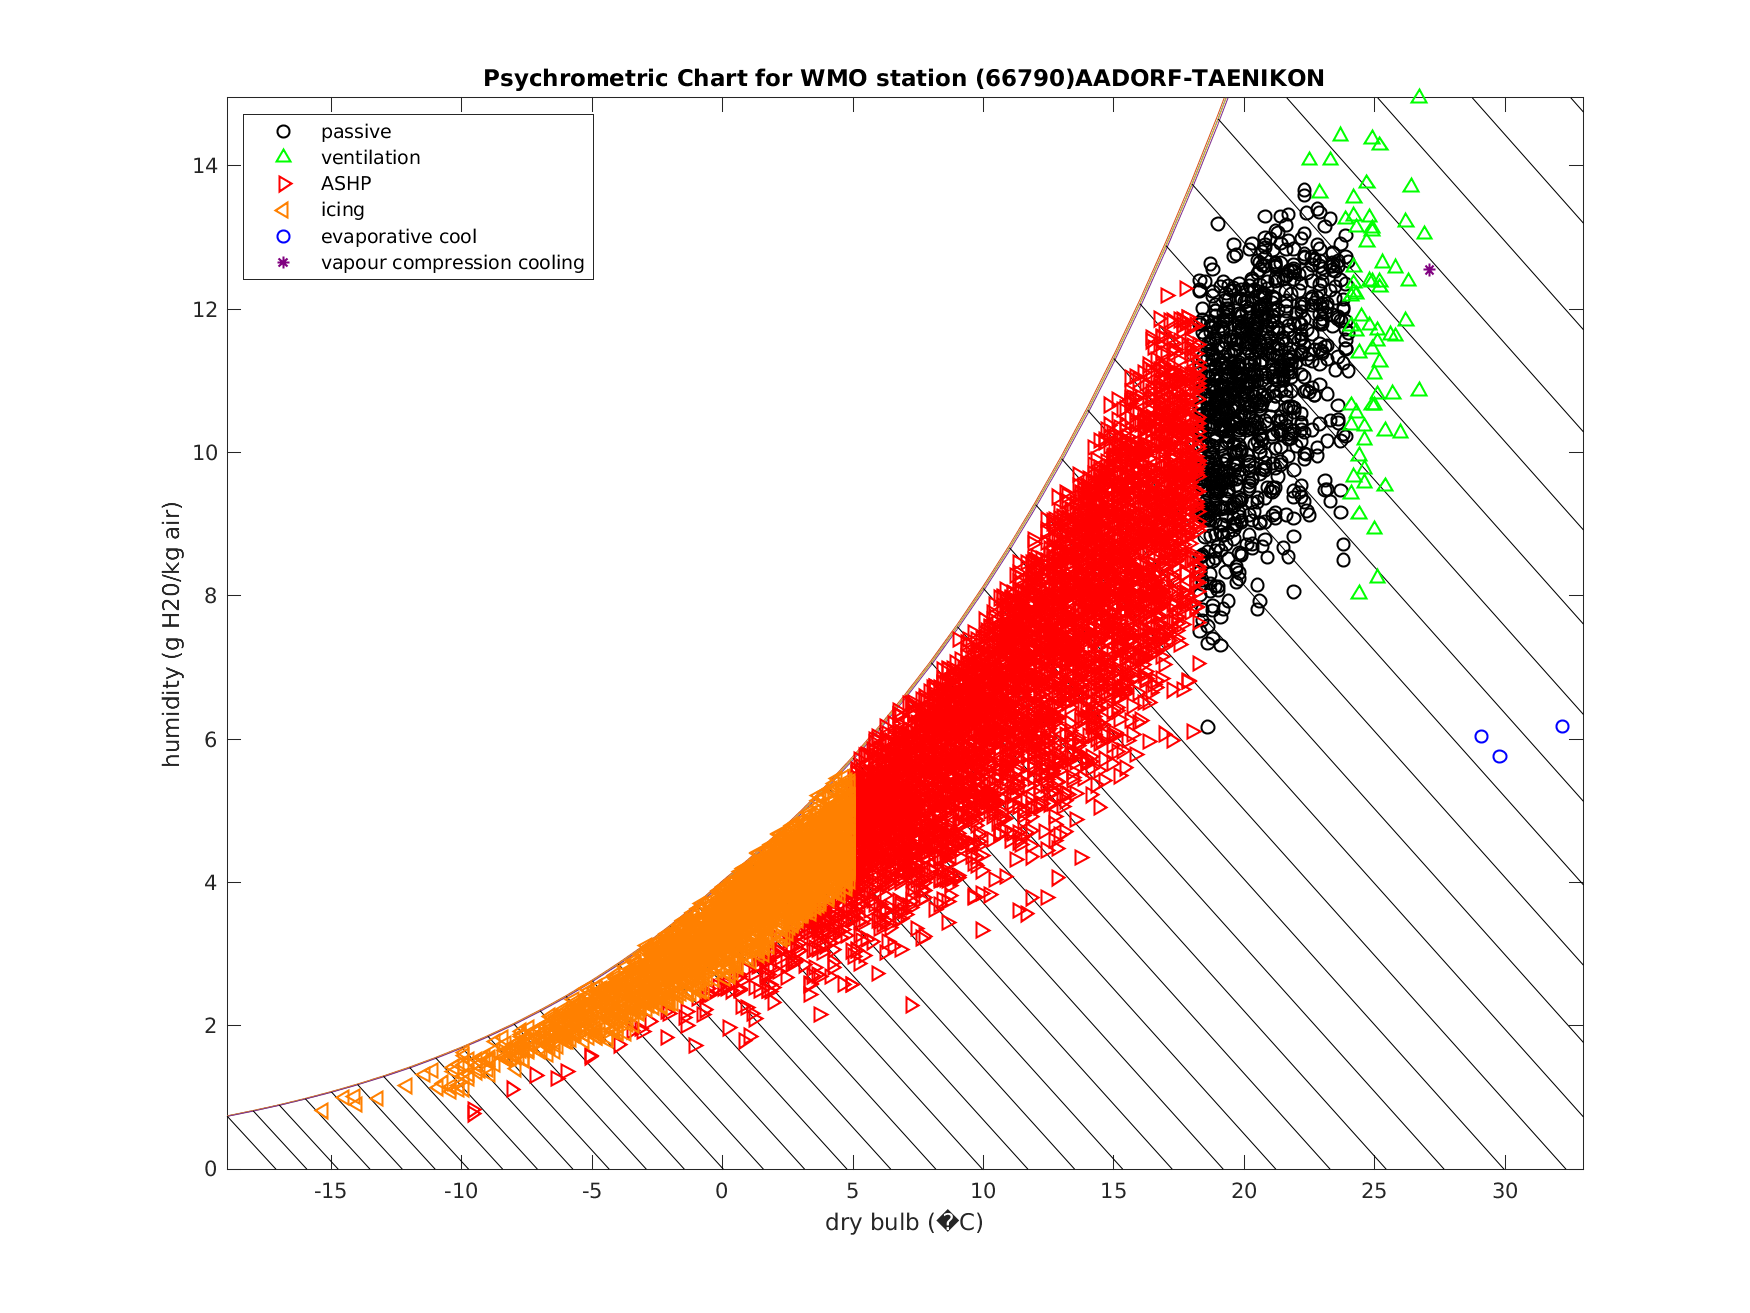 Psychrometric Chart for WMO station (66790)AADORF-TAENIKON
passive
ventilation
ASHP
icing
evaporative cool
vapour compression cooling
humidity (g H20/kg air)
14
12
10
8
6
4
2
0
-15 -10 -5 0 5 10 15 20 25 30
dry bulb (�C)